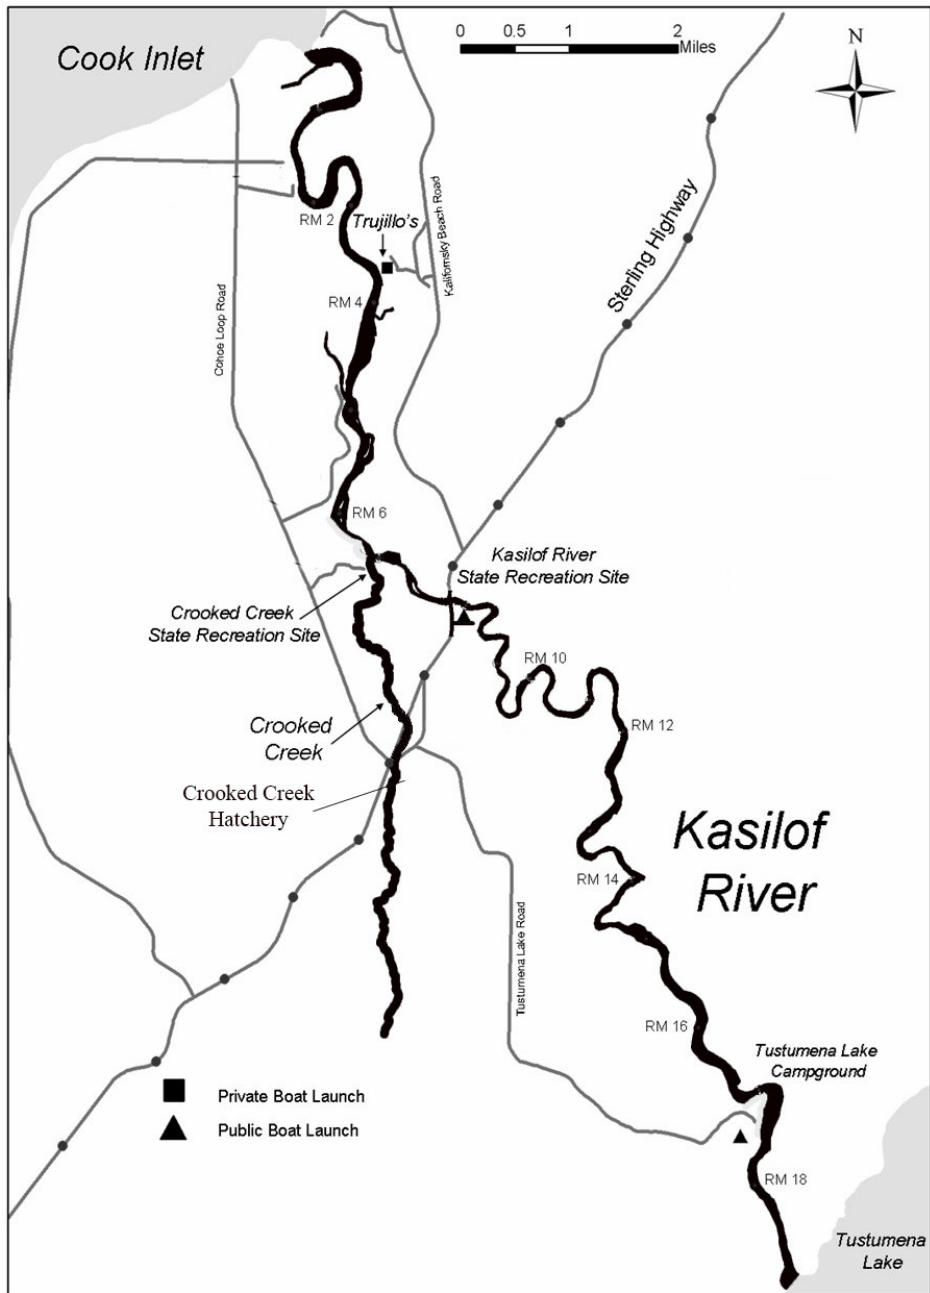 Cook Inlet
0 0.5 1 2
Miles
N
RM 2
Trujillo's
Kalifornsky Beach Road
Sterling Highway
RM 4
Cohoe Loop Road
RM 6
Kasilof River
State Recreation Site
Crooked Creek
State Recreation Site
RM 10
RM 12
Crooked
Creek
Crooked Creek
Hatchery
Kasilof
River
RM 14
Tustumena Lake Road
RM 16
Tustumena Lake
Campground
Private Boat Launch
Public Boat Launch
RM 18
Tustumena
Lake